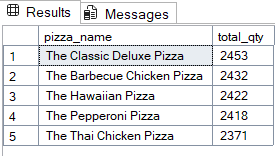 Results Messages
pizza_name total_qty
1 The Classic Deluxe Pizza 2453
2 The Barbecue Chicken Pizza 2432
3 The Hawaiian Pizza 2422
4 The Pepperoni Pizza 2418
5 The Thai Chicken Pizza 2371